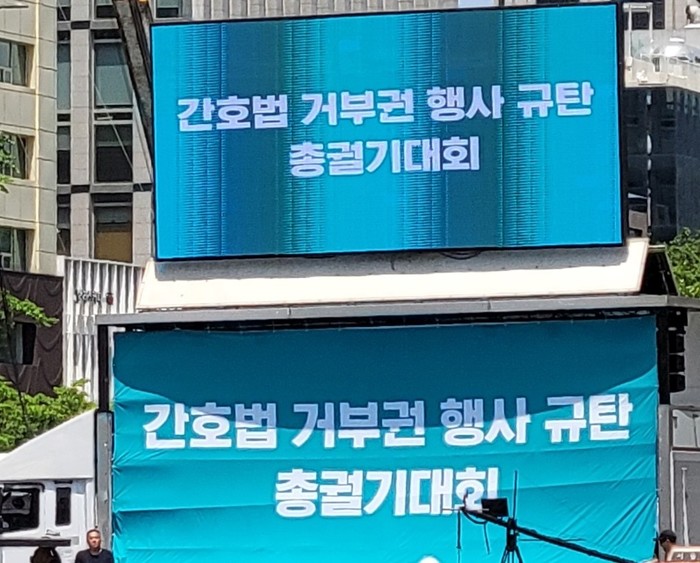 간호법 거부권 행사 규탄
총궐기대회
간호법 거부권 행사 규탄
총궐기대회